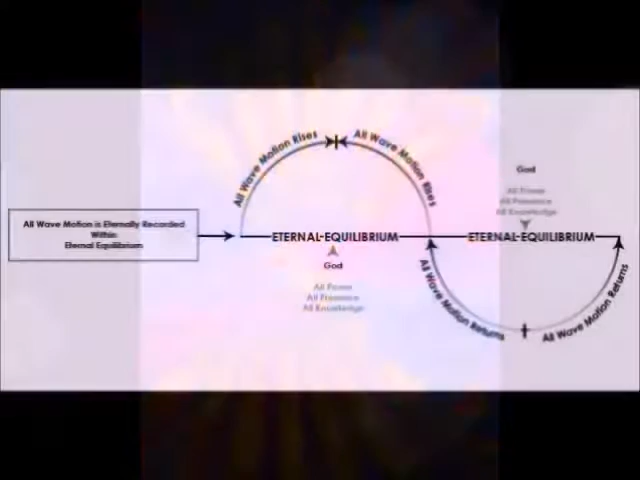 All Wave Motion Rises
All Wave Motion Rises
God
All Power
All Presence
All Knowledge
All Wave Motion is Eternally Recorded
Within
Eternal Equilibrium
ETERNAL-EQUILIBRIUM
ETERNAL-EQUILIBRIUM
God
All Power
All Presence
All Knowledge
All Wave Motion Returns
All Wave Motion Returns